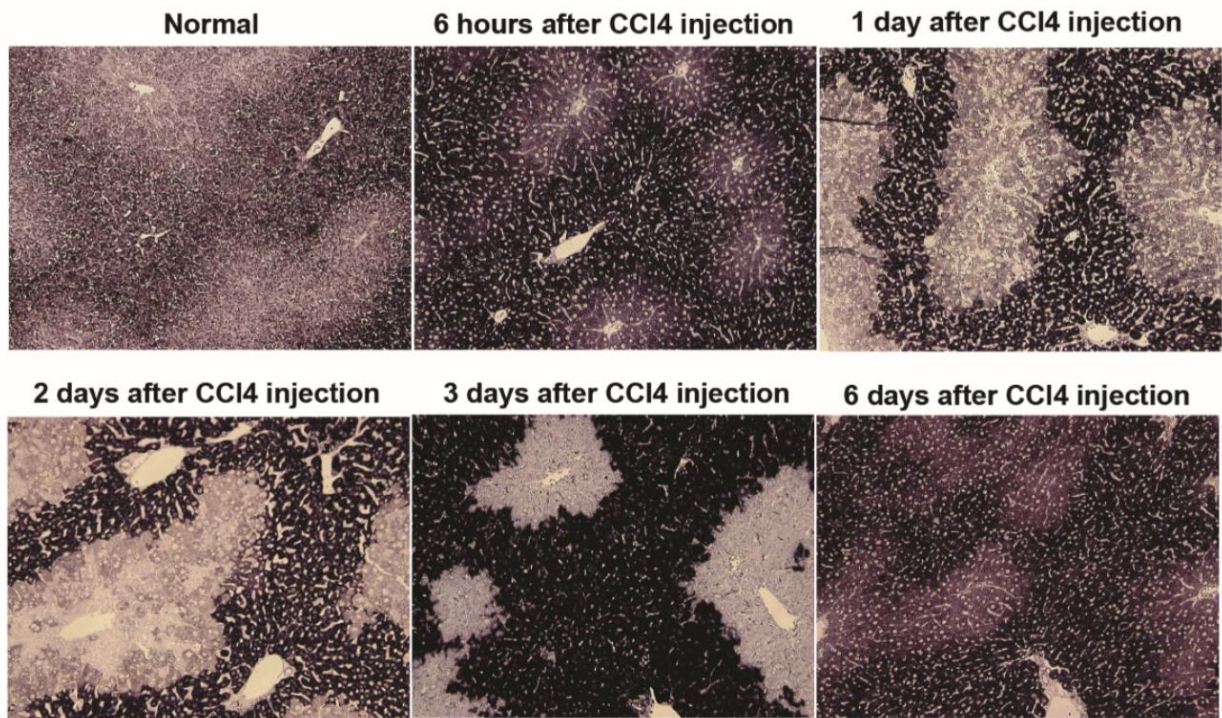 Normal
6 hours after CCl4 injection
1 day after CCl4 injection
2 days after CCl4 injection
3 days after CCl4 injection
6 days after CCl4 injection